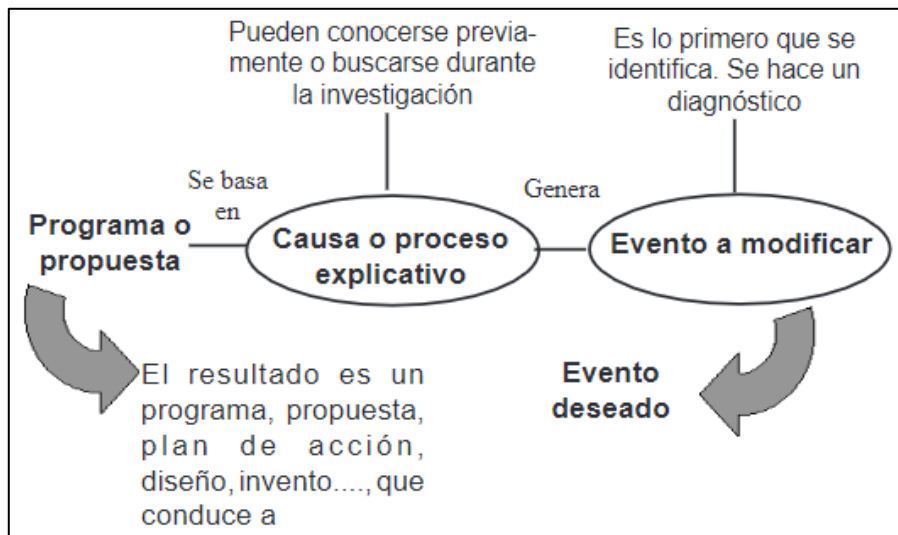 Pueden conocerse previa-
mente o buscarse durante
la investigación
Es lo primero que se
identifica. Se hace un
diagnóstico
Se basa
en
Genera
Programa o
propuesta
Causa o proceso
explicativo
Evento a modificar
El resultado es un
programa, propuesta,
plan de acción,
diseño, invento...., que
conduce a
Evento
deseado